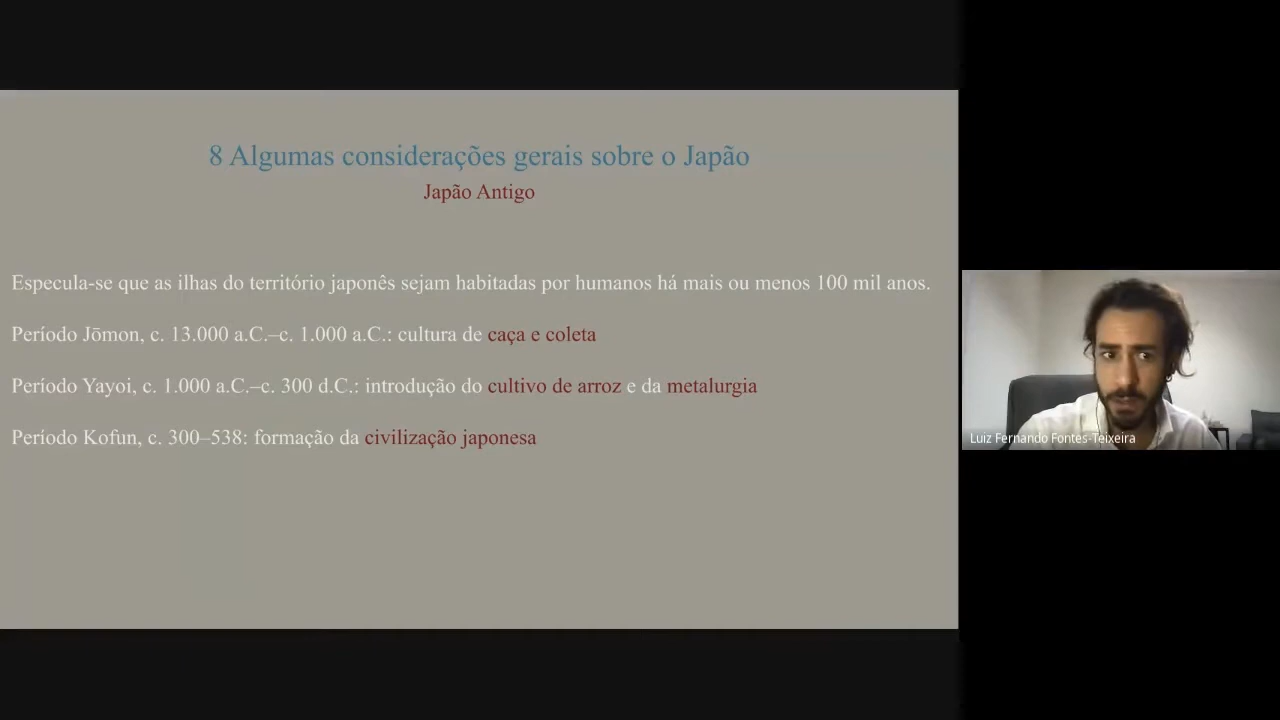 8 Algumas considerações gerais sobre o Japão
Japão Antigo
Especula-se que as ilhas do território japonês sejam habitadas por humanos há mais ou menos 100 mil anos.
Período Jōmon, c. 13.000 a.C.–c. 1.000 a.C.: cultura de caça e coleta
Período Yayoi, c. 1.000 a.C.–c. 300 d.C.: introdução do cultivo de arroz e da metalurgia
Período Kofun, c. 300–538: formação da civilização japonesa
Luiz Fernando Fontes-Teixeira